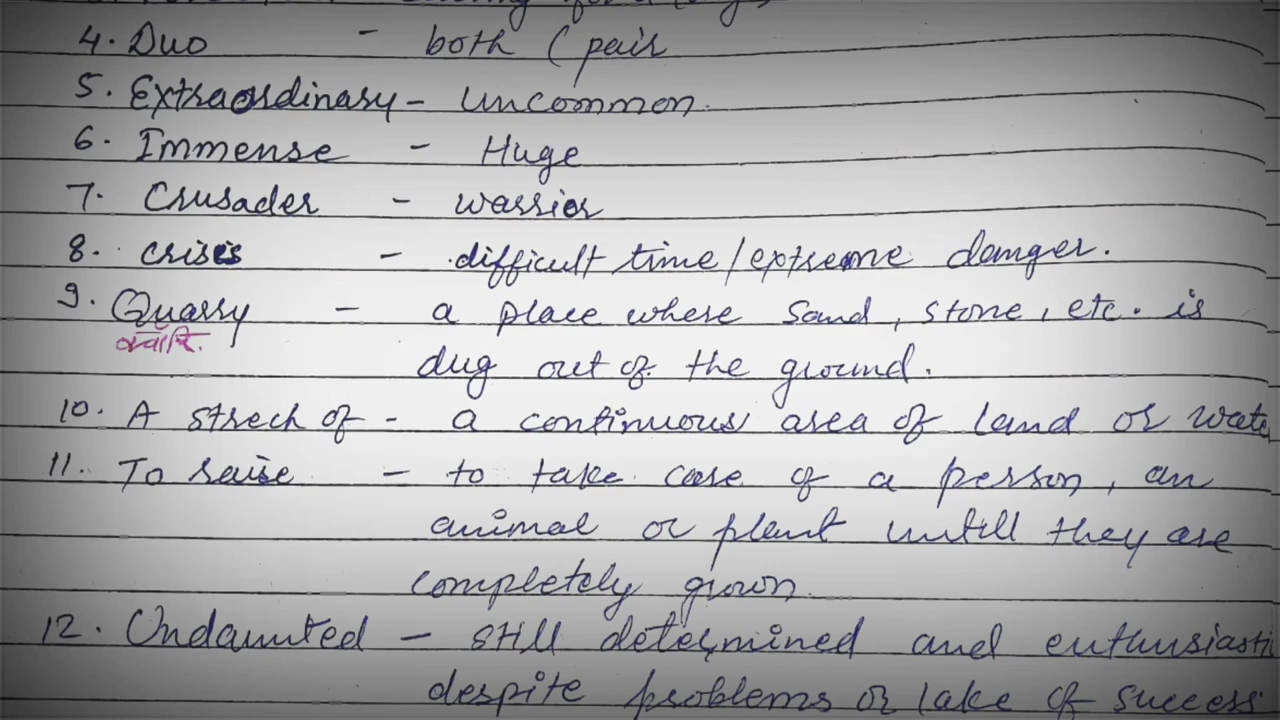 4. Duo - both (pair
5. Extraordinary - uncommon.
6. Immense - Huge
7. Crusader - warrior
8. crisis - difficult time/extreme danger.
9. Quarry - a place where sand, stone, etc. is
dug out of the ground.
10. A strech of - a continuous area of land or wate
11. To raise - to take care of a person, an
animal or plant untill they are
completely grown.
12. Undaunted - still determined and enthusiasti
despite problems or lake of success